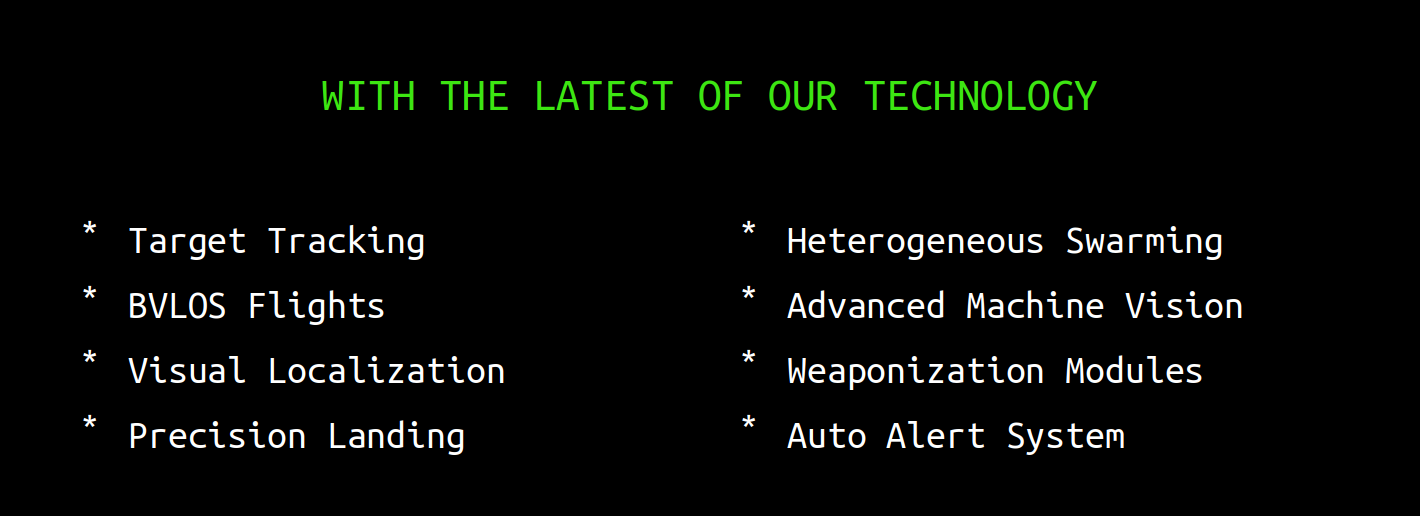 WITH THE LATEST OF OUR TECHNOLOGY
* Target Tracking
* BVLOS Flights
* Visual Localization
* Precision Landing
* Heterogeneous Swarming
* Advanced Machine Vision
* Weaponization Modules
* Auto Alert System